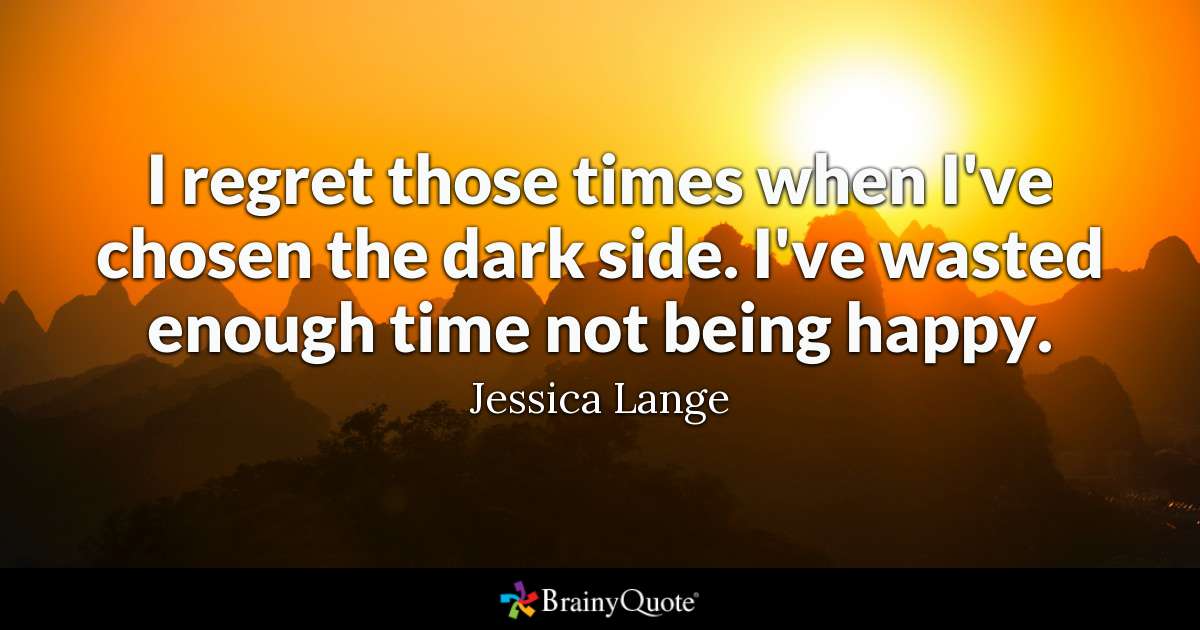 I regret those times when I've
chosen the dark side. I've wasted
enough time not being happy.
Jessica Lange
BrainyQuote®